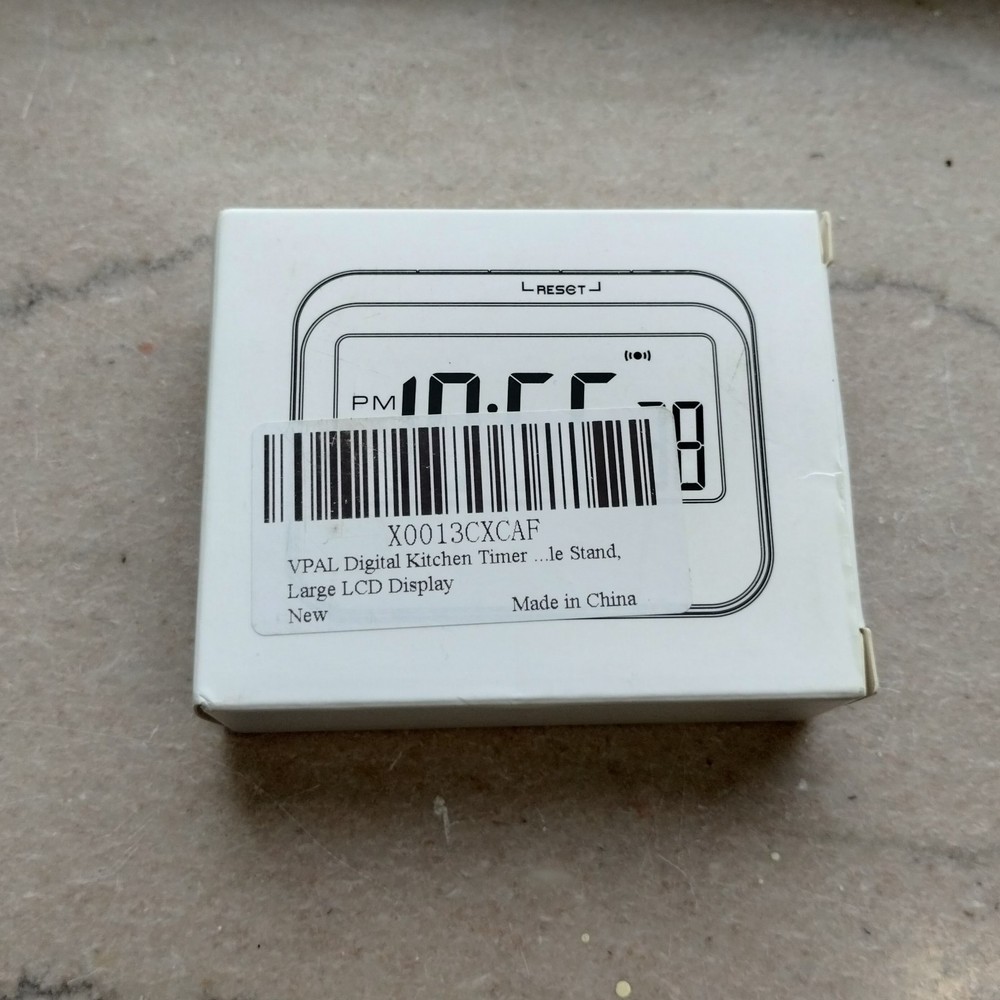 RESET
PM
X0013CXCAF
VPAL Digital Kitchen Timer ...le Stand,
Large LCD Display
New Made in China